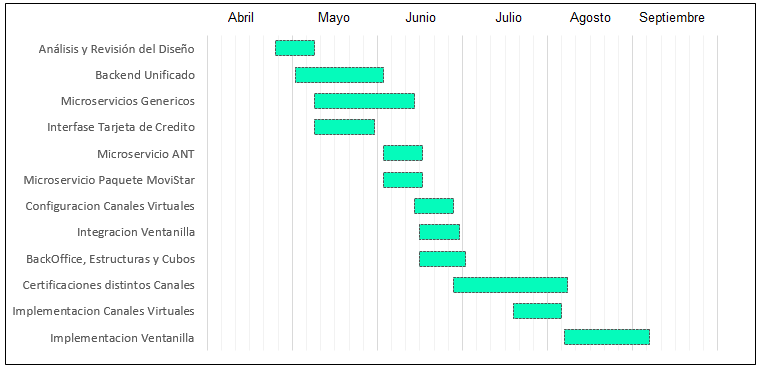 Abril Mayo Junio Julio Agosto Septiembre
Análisis y Revisión del Diseño
Backend Unificado
Microservicios Genericos
Interfase Tarjeta de Credito
Microservicio ANT
Microservicio Paquete MoviStar
Configuracion Canales Virtuales
Integracion Ventanilla
BackOffice, Estructuras y Cubos
Certificaciones distintos Canales
Implementacion Canales Virtuales
Implementacion Ventanilla